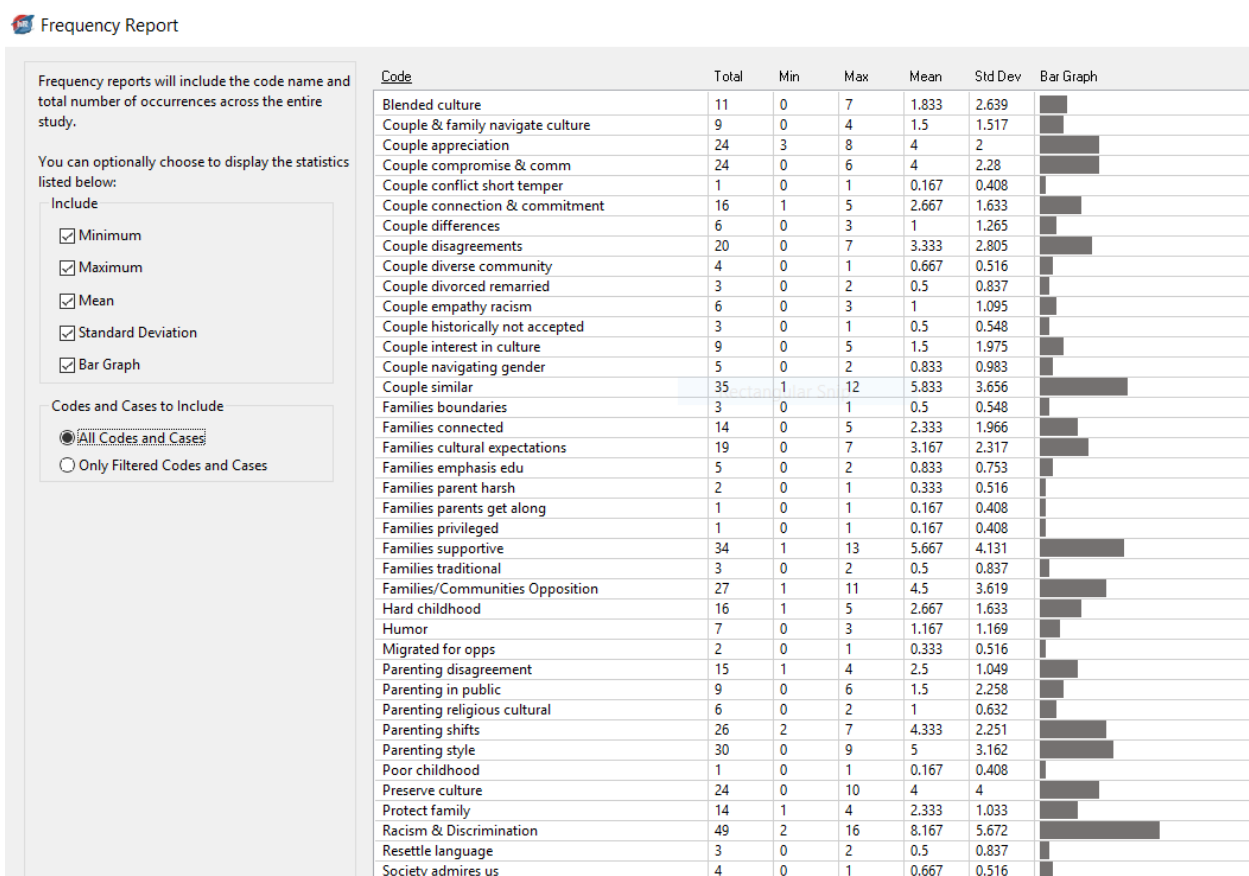 Frequency Report
Frequency reports will include the code name and
total number of occurrences across the entire
study.
You can optionally choose to display the statistics
listed below:
Include
Minimum
Maximum
Mean
Standard Deviation
Bar Graph
Codes and Cases to Include
All Codes and Cases
Only Filtered Codes and Cases
Code Total Min Max Mean Std Dev Bar Graph
Blended culture 11 0 7 1.833 2.639
Couple & family navigate culture 9 0 4 1.5 1.517
Couple appreciation 24 3 8 4 2
Couple compromise & comm 24 0 6 4 2.28
Couple conflict short temper 1 0 1 0.167 0.408
Couple connection & commitment 16 1 5 2.667 1.633
Couple differences 6 0 3 1 1.265
Couple disagreements 20 0 7 3.333 2.805
Couple diverse community 4 0 1 0.667 0.516
Couple divorced remarried 3 0 2 0.5 0.837
Couple empathy racism 6 0 3 1 1.095
Couple historically not accepted 3 0 1 0.5 0.548
Couple interest in culture 9 0 5 1.5 1.975
Couple navigating gender 5 0 2 0.833 0.983
Couple similar 35 1 12 5.833 3.656
Rectangular Snip
Families boundaries 3 0 1 0.5 0.548
Families connected 14 0 5 2.333 1.966
Families cultural expectations 19 0 7 3.167 2.317
Families emphasis edu 5 0 2 0.833 0.753
Families parent harsh 2 0 1 0.333 0.516
Families parents get along 1 0 1 0.167 0.408
Families privileged 1 0 1 0.167 0.408
Families supportive 34 1 13 5.667 4.131
Families traditional 3 0 2 0.5 0.837
Families/Communities Opposition 27 1 11 4.5 3.619
Hard childhood 16 1 5 2.667 1.633
Humor 7 0 3 1.167 1.169
Migrated for opps 2 0 1 0.333 0.516
Parenting disagreement 15 1 4 2.5 1.049
Parenting in public 9 0 6 1.5 2.258
Parenting religious cultural 6 0 2 1 0.632
Parenting shifts 26 2 7 4.333 2.251
Parenting style 30 0 9 5 3.162
Poor childhood 1 0 1 0.167 0.408
Preserve culture 24 0 10 4 4
Protect family 14 1 4 2.333 1.033
Racism & Discrimination 49 2 16 8.167 5.672
Resettle language 3 0 2 0.5 0.837
Society admires us 4 0 1 0.667 0.516